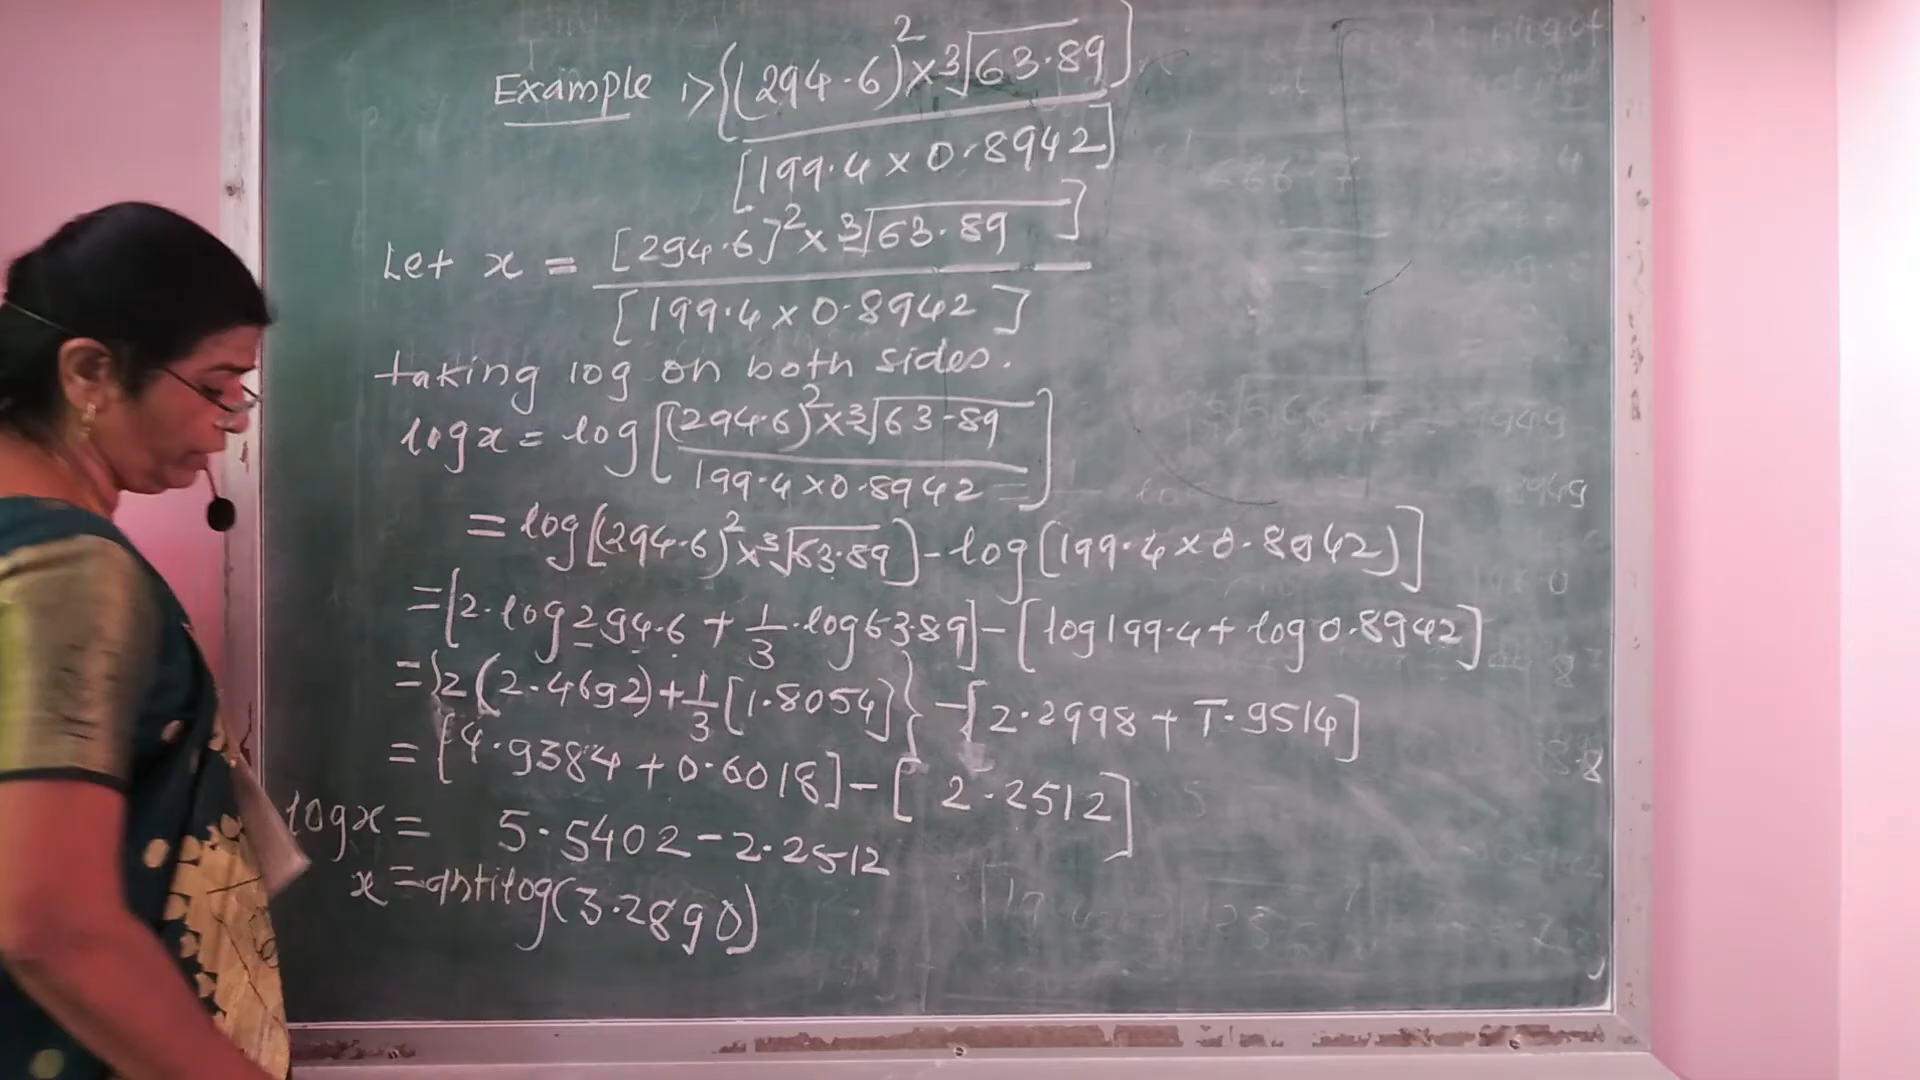 Example 1> {(294.6)² × ³√63.89]
[199.4 × 0.8942]
Let x = [294.6]² × ³√63.89]
[199.4 × 0.8942]
taking log on both sides.
log x = log [(294.6)² × ³√63.89]
199.4 × 0.8942
= log [(294.6)² × ³√63.89] - log [199.4 × 0.8942)]
= [2. log 294.6 + 1/3 . log 63.89] - [log 199.4 + log 0.8942]
= {2 (2.4692) + 1/3 [1.8054]} - [2.2998 + 1̄.9514]
= [4.9384 + 0.6018] - [2.2512]
log x = 5.5402 - 2.2512
x = antilog (3.2890)